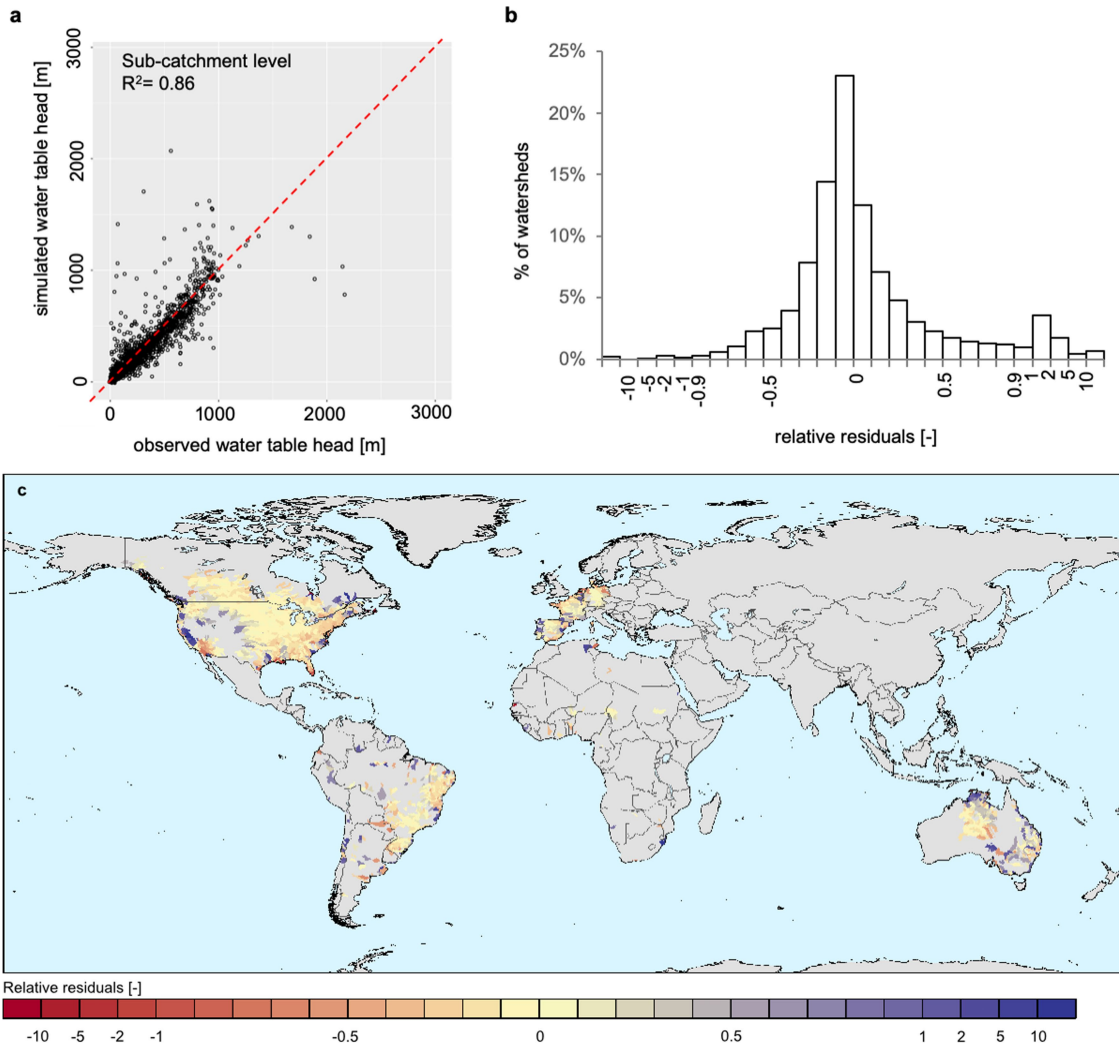 a
Sub-catchment level
R²= 0.86
simulated water table head [m]
3000
2000
1000
0
0
1000
2000
3000
observed water table head [m]
b
25%
20%
15%
10%
5%
0%
% of watersheds
-10
-5
-2
-1
-0.9
-0.5
0
0.5
0.9
1
2
5
10
relative residuals [-]
c
Relative residuals [-]
-10 -5 -2 -1 -0.5 0 0.5 1 2 5 10